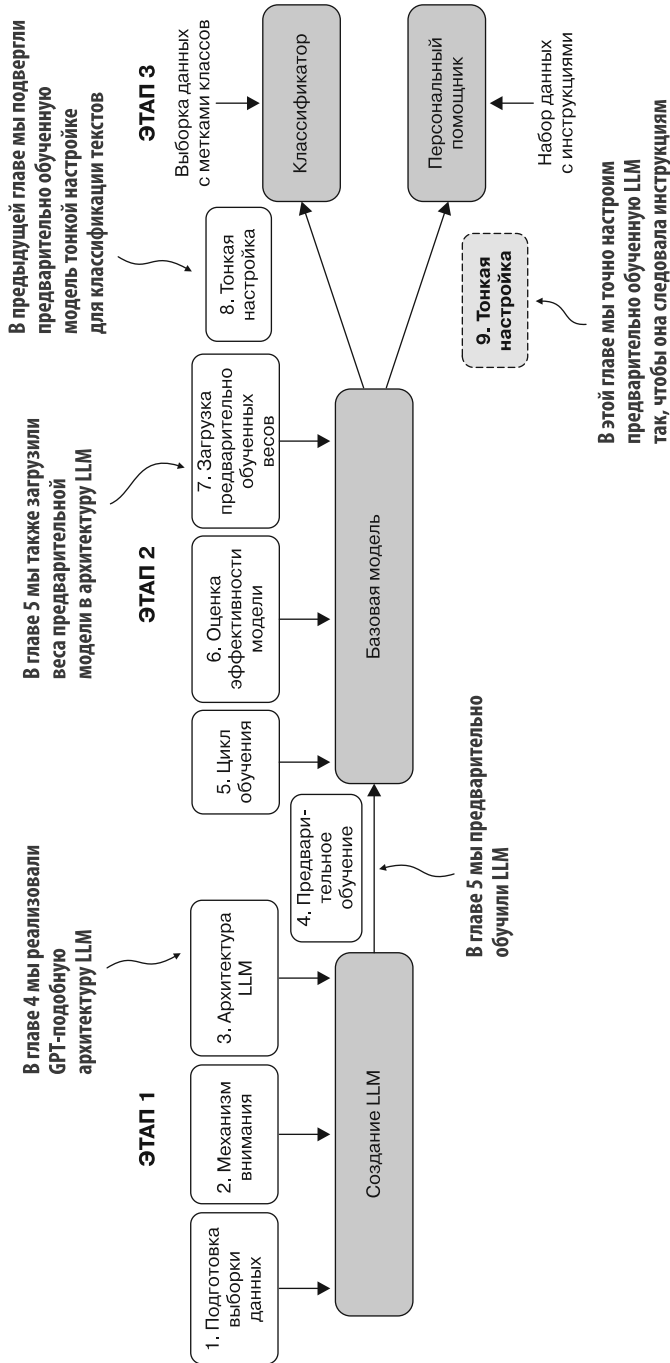 В главе 4 мы реализовали
GPT-подобную
архитектуру LLM
В главе 5 мы также загрузили
веса предварительной
модели в архитектуру LLM
В предыдущей главе мы подвергли
предварительно обученную
модель тонкой настройке
для классификации текстов
ЭТАП 1
1. Подготовка
выборки
данных
2. Механизм
внимания
3. Архитектура
LLM
Создание LLM
4. Предвари-
тельное
обучение
В главе 5 мы предварительно
обучили LLM
ЭТАП 2
5. Цикл
обучения
6. Оценка
эффективности
модели
7. Загрузка
предварительно
обученных
весов
Базовая модель
ЭТАП 3
8. Тонкая
настройка
Выборка данных
с метками классов
Классификатор
Персональный
помощник
Набор данных
с инструкциями
9. Тонкая
настройка
В этой главе мы точно настроим
предварительно обученную LLM
так, чтобы она следовала инструкциям